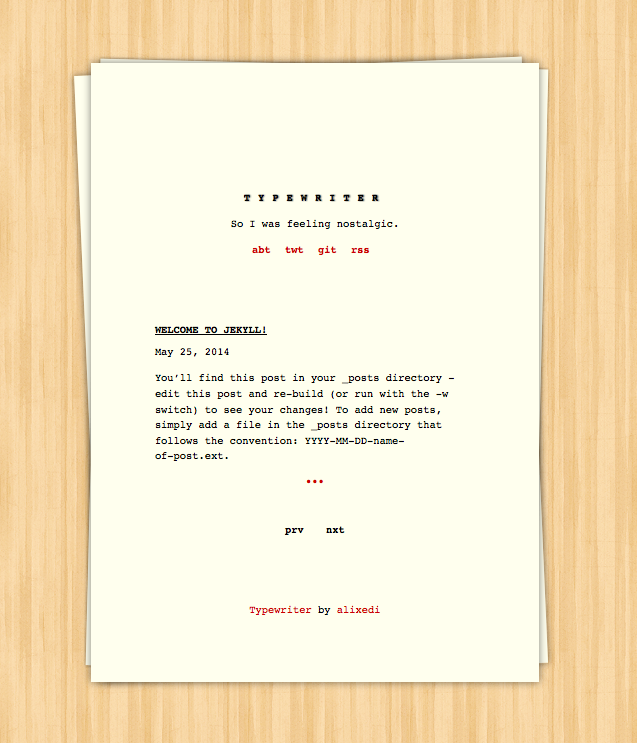 T Y P E W R I T E R
So I was feeling nostalgic.
abt twt git rss
WELCOME TO JEKYLL!
May 25, 2014
You’ll find this post in your _posts directory –
edit this post and re-build (or run with the -w
switch) to see your changes! To add new posts,
simply add a file in the _posts directory that
follows the convention: YYYY-MM-DD-name-
of-post.ext.
•••
prv nxt
Typewriter by alixedi